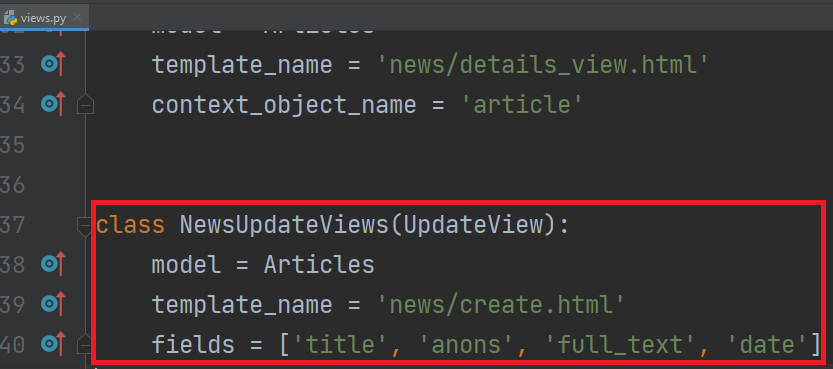 views.py
33 template_name = 'news/details_view.html'
34 context_object_name = 'article'
35
36
37 class NewsUpdateViews(UpdateView):
38 model = Articles
39 template_name = 'news/create.html'
40 fields = ['title', 'anons', 'full_text', 'date']